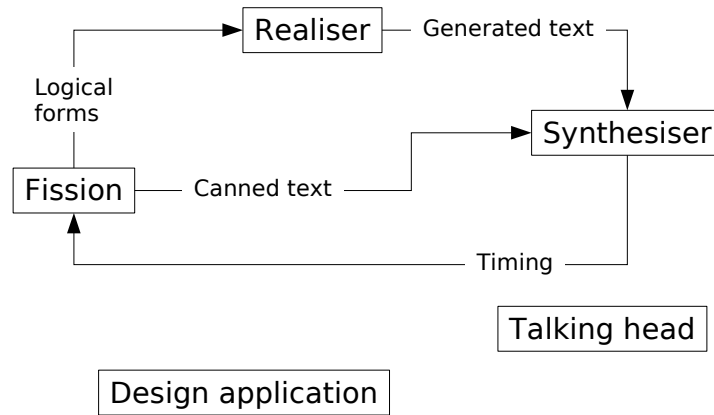 Realiser
Generated text
Logical
forms
Synthesiser
Fission
Canned text
Timing
Talking head
Design application